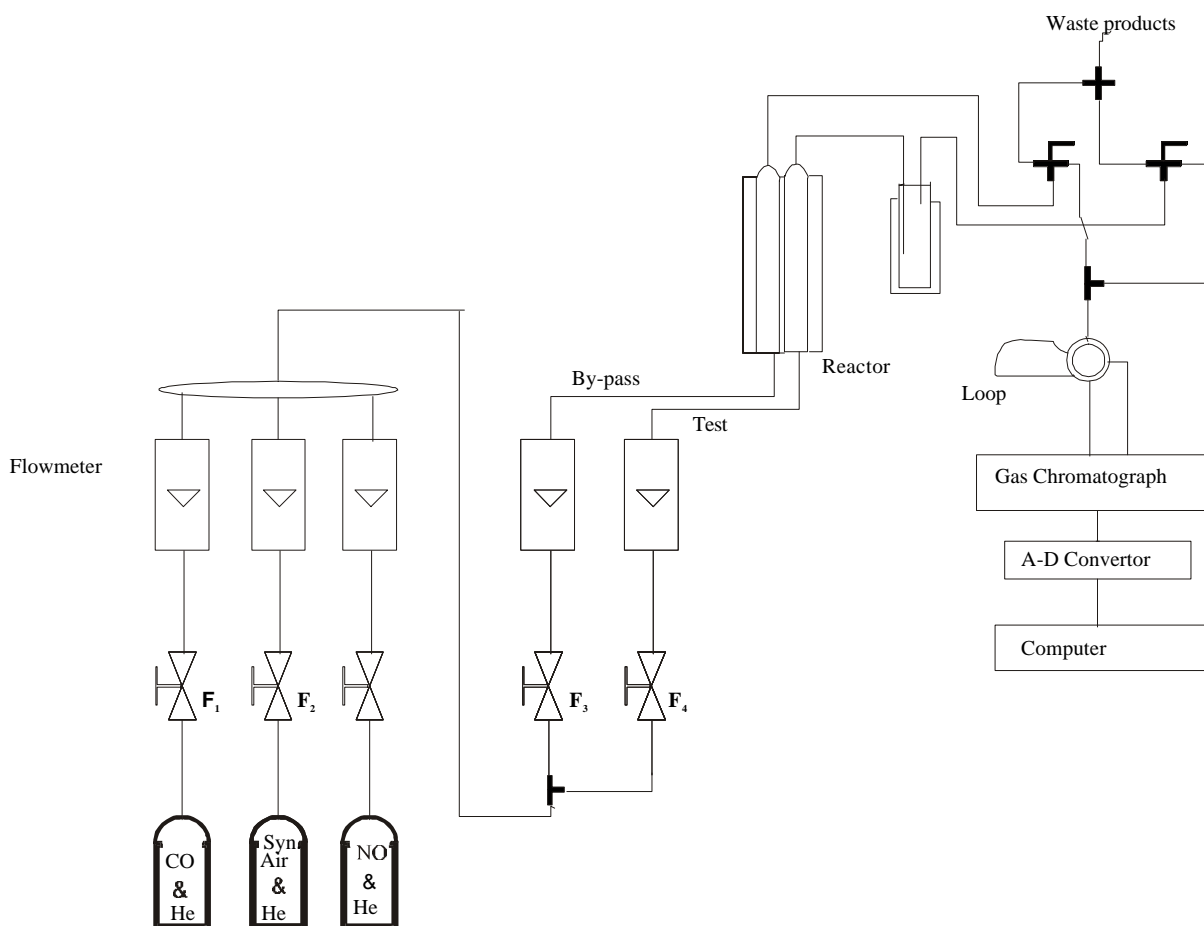 Waste products
Reactor
By-pass
Loop
Test
Flowmeter
Gas Chromatograph
A-D Convertor
Computer
F1
F2
F3
F4
CO
&
He
Syn
Air
&
He
NO
&
He